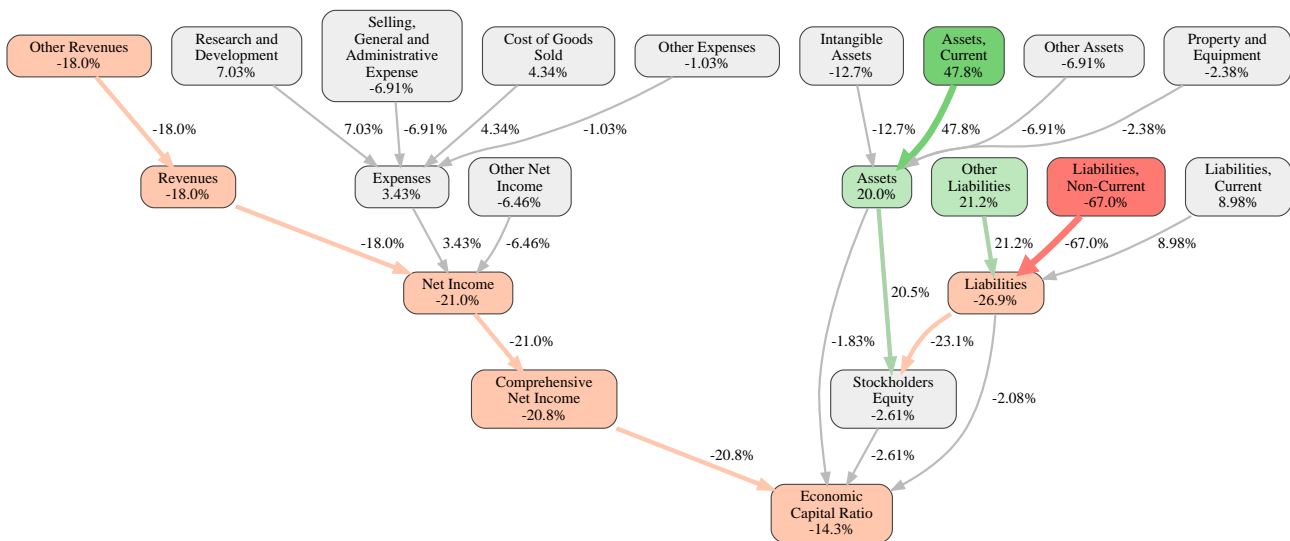 Other Revenues
-18.0%
Research and
Development
7.03%
Selling,
General and
Administrative
Expense
-6.91%
Cost of Goods
Sold
4.34%
Other Expenses
-1.03%
Intangible
Assets
-12.7%
Assets,
Current
47.8%
Other Assets
-6.91%
Property and
Equipment
-2.38%
-18.0%
7.03%
-6.91%
4.34%
-1.03%
-12.7%
47.8%
-6.91%
-2.38%
Revenues
-18.0%
Expenses
3.43%
Other Net
Income
-6.46%
Assets
20.0%
Other
Liabilities
21.2%
Liabilities,
Non-Current
-67.0%
Liabilities,
Current
8.98%
-18.0%
3.43%
-6.46%
21.2%
-67.0%
8.98%
Net Income
-21.0%
Liabilities
-26.9%
20.5%
-21.0%
-1.83%
-23.1%
Comprehensive
Net Income
-20.8%
Stockholders
Equity
-2.61%
-2.08%
-20.8%
-2.61%
Economic
Capital Ratio
-14.3%